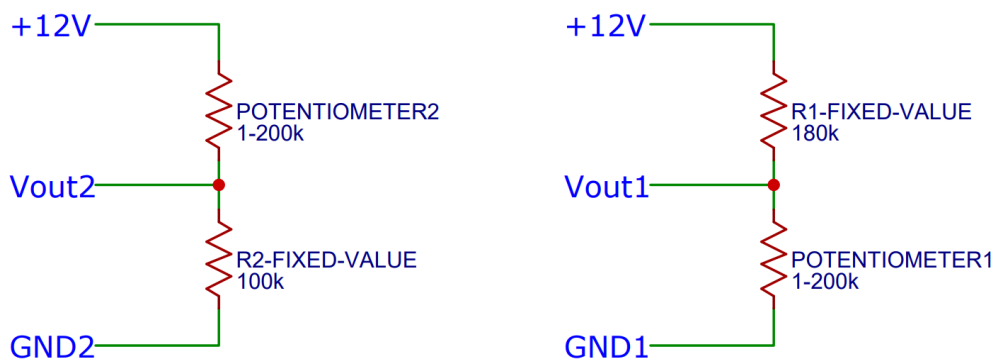 +12V
POTENTIOMETER2
1-200k
Vout2
R2-FIXED-VALUE
100k
GND2
+12V
R1-FIXED-VALUE
180k
Vout1
POTENTIOMETER1
1-200k
GND1